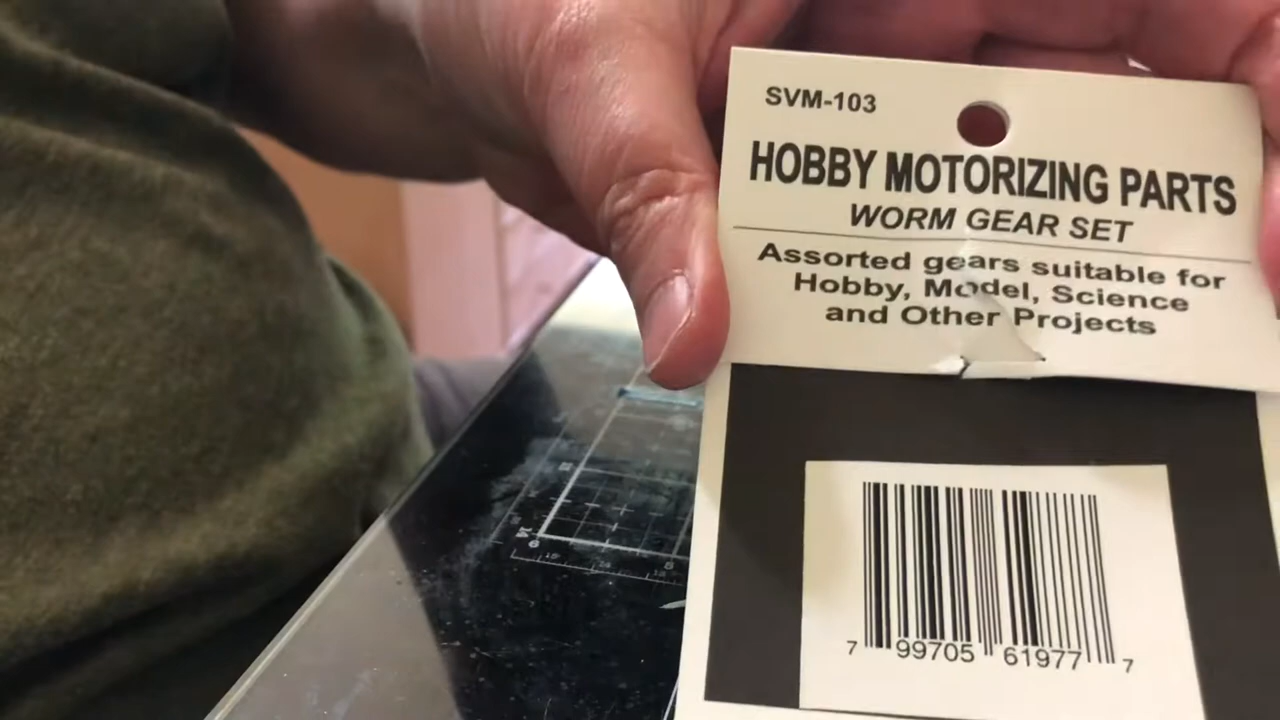 SVM-103
HOBBY MOTORIZING PARTS
WORM GEAR SET
Assorted gears suitable for
Hobby, Model, Science
and Other Projects
7 99705 61977 7